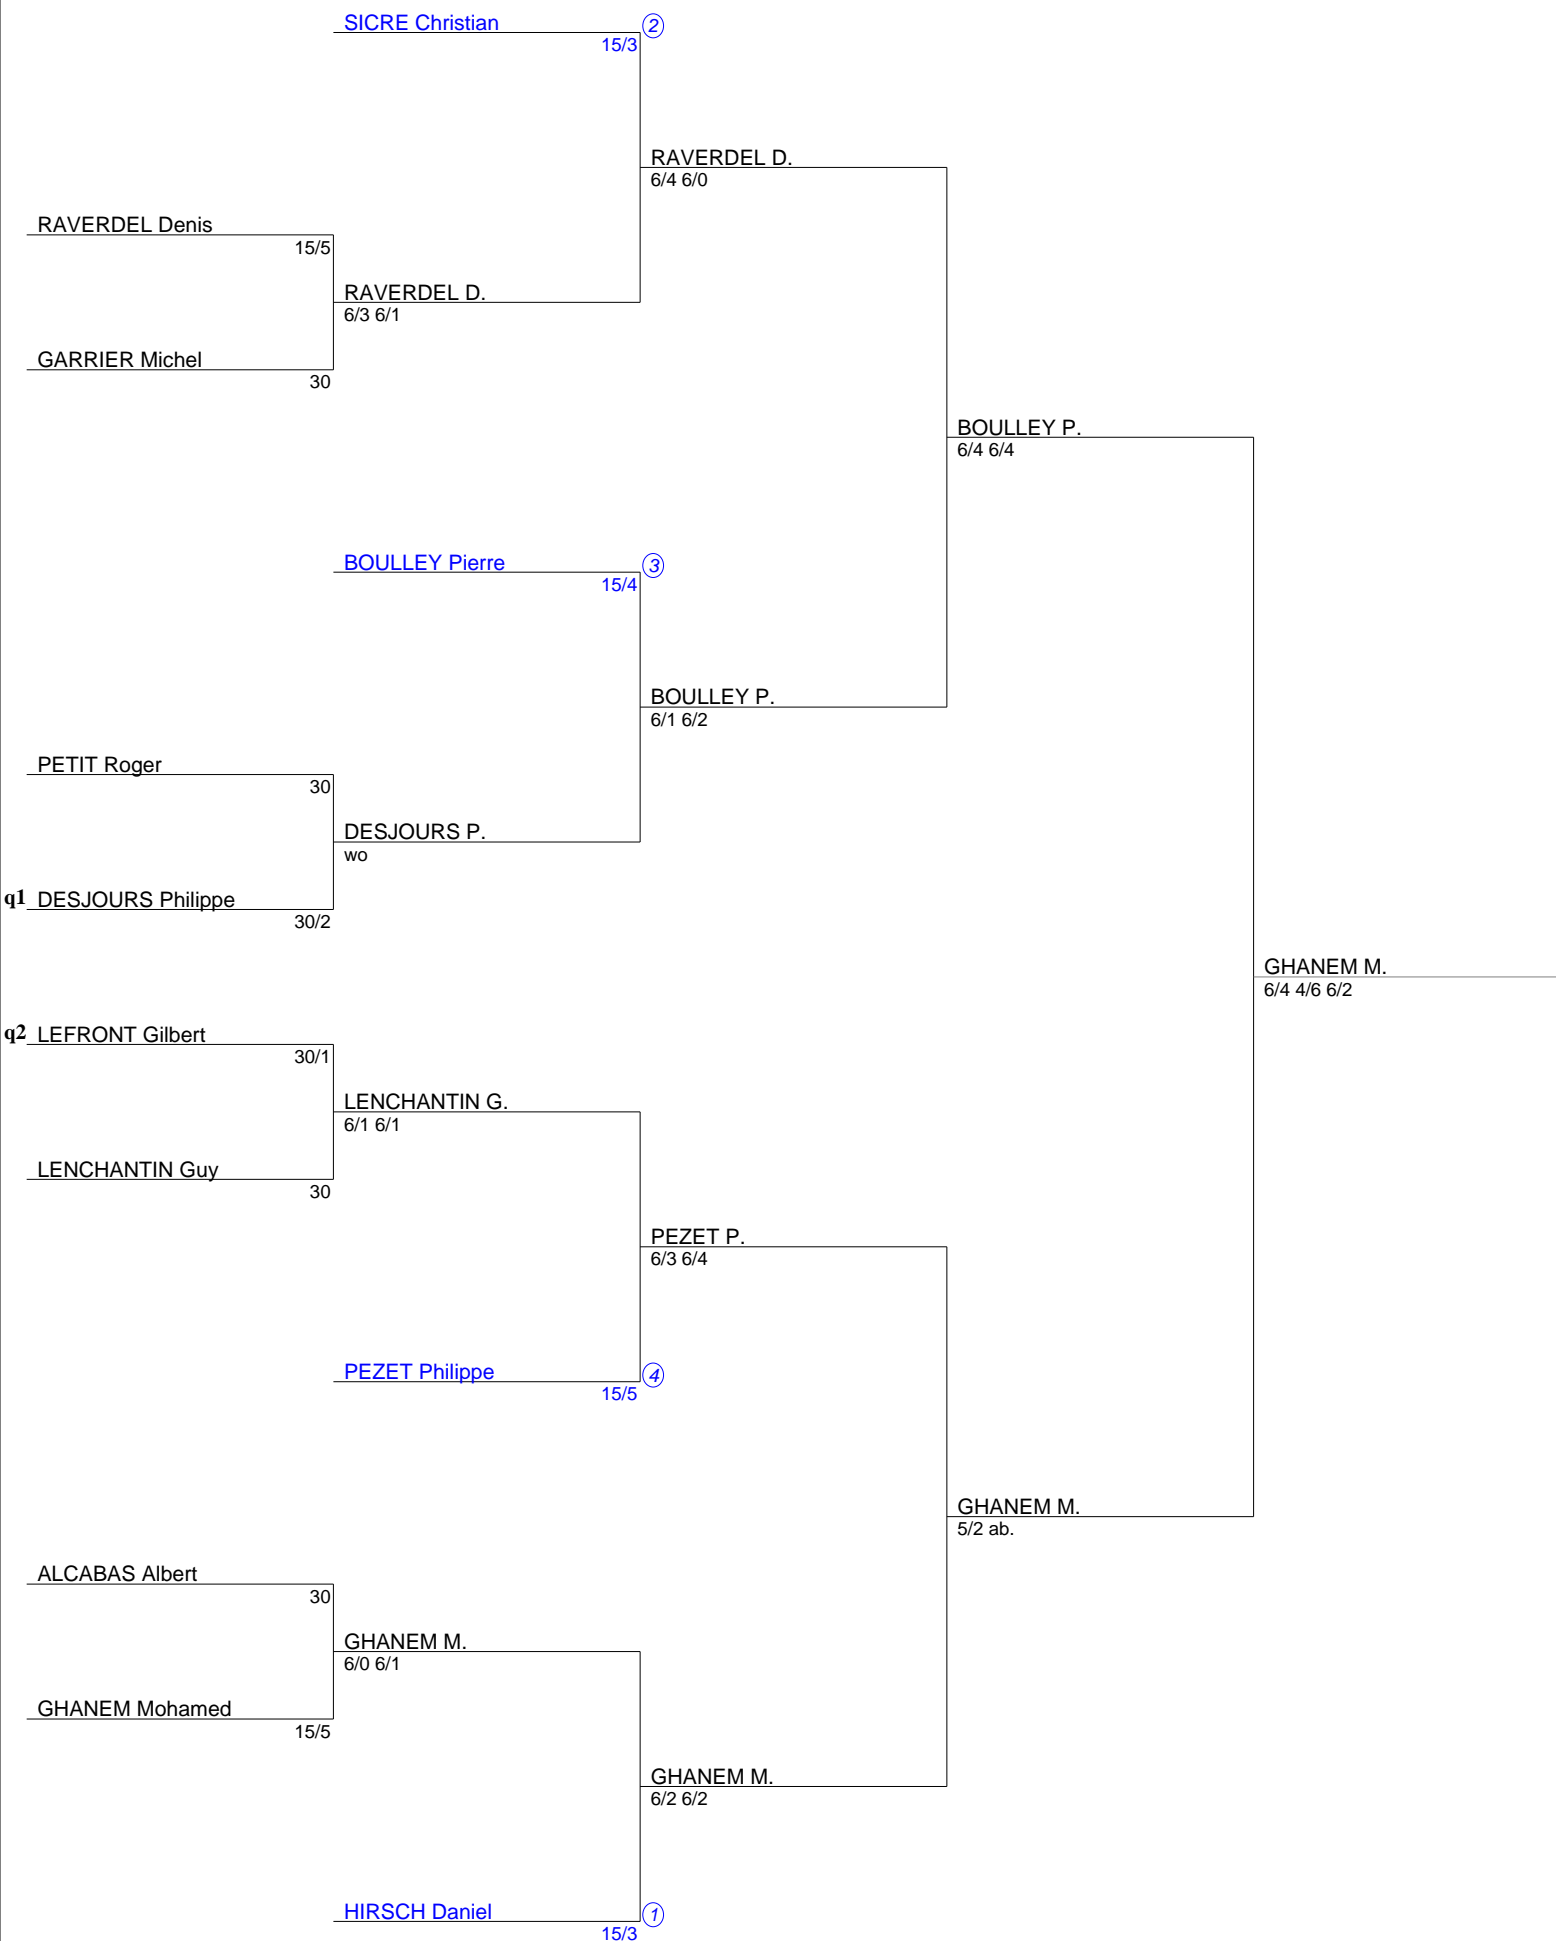 SICRE Christian 2
15/3
RAVERDEL D.
6/4 6/0
RAVERDEL Denis
15/5
RAVERDEL D.
6/3 6/1
GARRIER Michel
30
BOULLEY P.
6/4 6/4
BOULLEY Pierre 3
15/4
BOULLEY P.
6/1 6/2
PETIT Roger
30
DESJOURS P.
wo
q1 DESJOURS Philippe
30/2
GHANEM M.
6/4 4/6 6/2
q2 LEFRONT Gilbert
30/1
LENCHANTIN G.
6/1 6/1
LENCHANTIN Guy
30
PEZET P.
6/3 6/4
PEZET Philippe 4
15/5
GHANEM M.
5/2 ab.
ALCABAS Albert
30
GHANEM M.
6/0 6/1
GHANEM Mohamed
15/5
GHANEM M.
6/2 6/2
HIRSCH Daniel 1
15/3